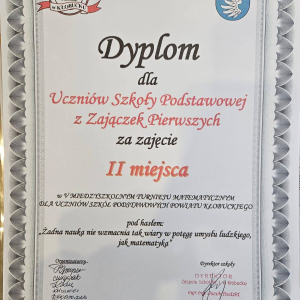 W KŁOBUCKU
Dyplom
dla
Uczniów Szkoły Podstawowej
z Zajączek Pierwszych
za zajęcie
II miejsca
w V MIĘDZYSZKOLNYM TURNIEJU MATEMATYCZNYM
DLA UCZNIÓW SZKÓŁ PODSTAWOWYCH POWIATU KŁOBUCKIEGO
pod hasłem:
"Żadna nauka nie wzmacnia tak wiary w potęgę umysłu ludzkiego,
jak matematyka"
Organizatorzy
Dyrektor szkoły
DYREKTOR